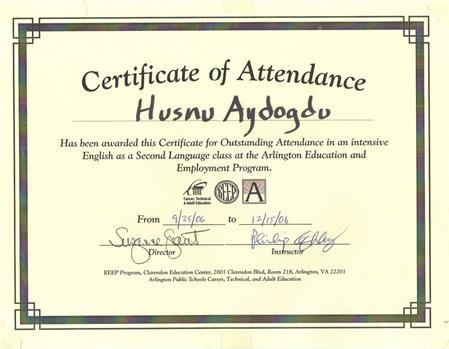 Certificate of Attendance
Husnu Aydogdu
Has been awarded this Certificate for Outstanding Attendance in an intensive
English as a Second Language class at the Arlington Education and
Employment Program.
Career, Technical
& Adult Education
REEP
A
From 9/25/06 to 12/15/06
Director
Instructor
REEP Program, Clarendon Education Center, 2801 Clarendon Blvd, Room 218, Arlington, VA 22201
Arlington Public Schools Career, Technical, and Adult Education